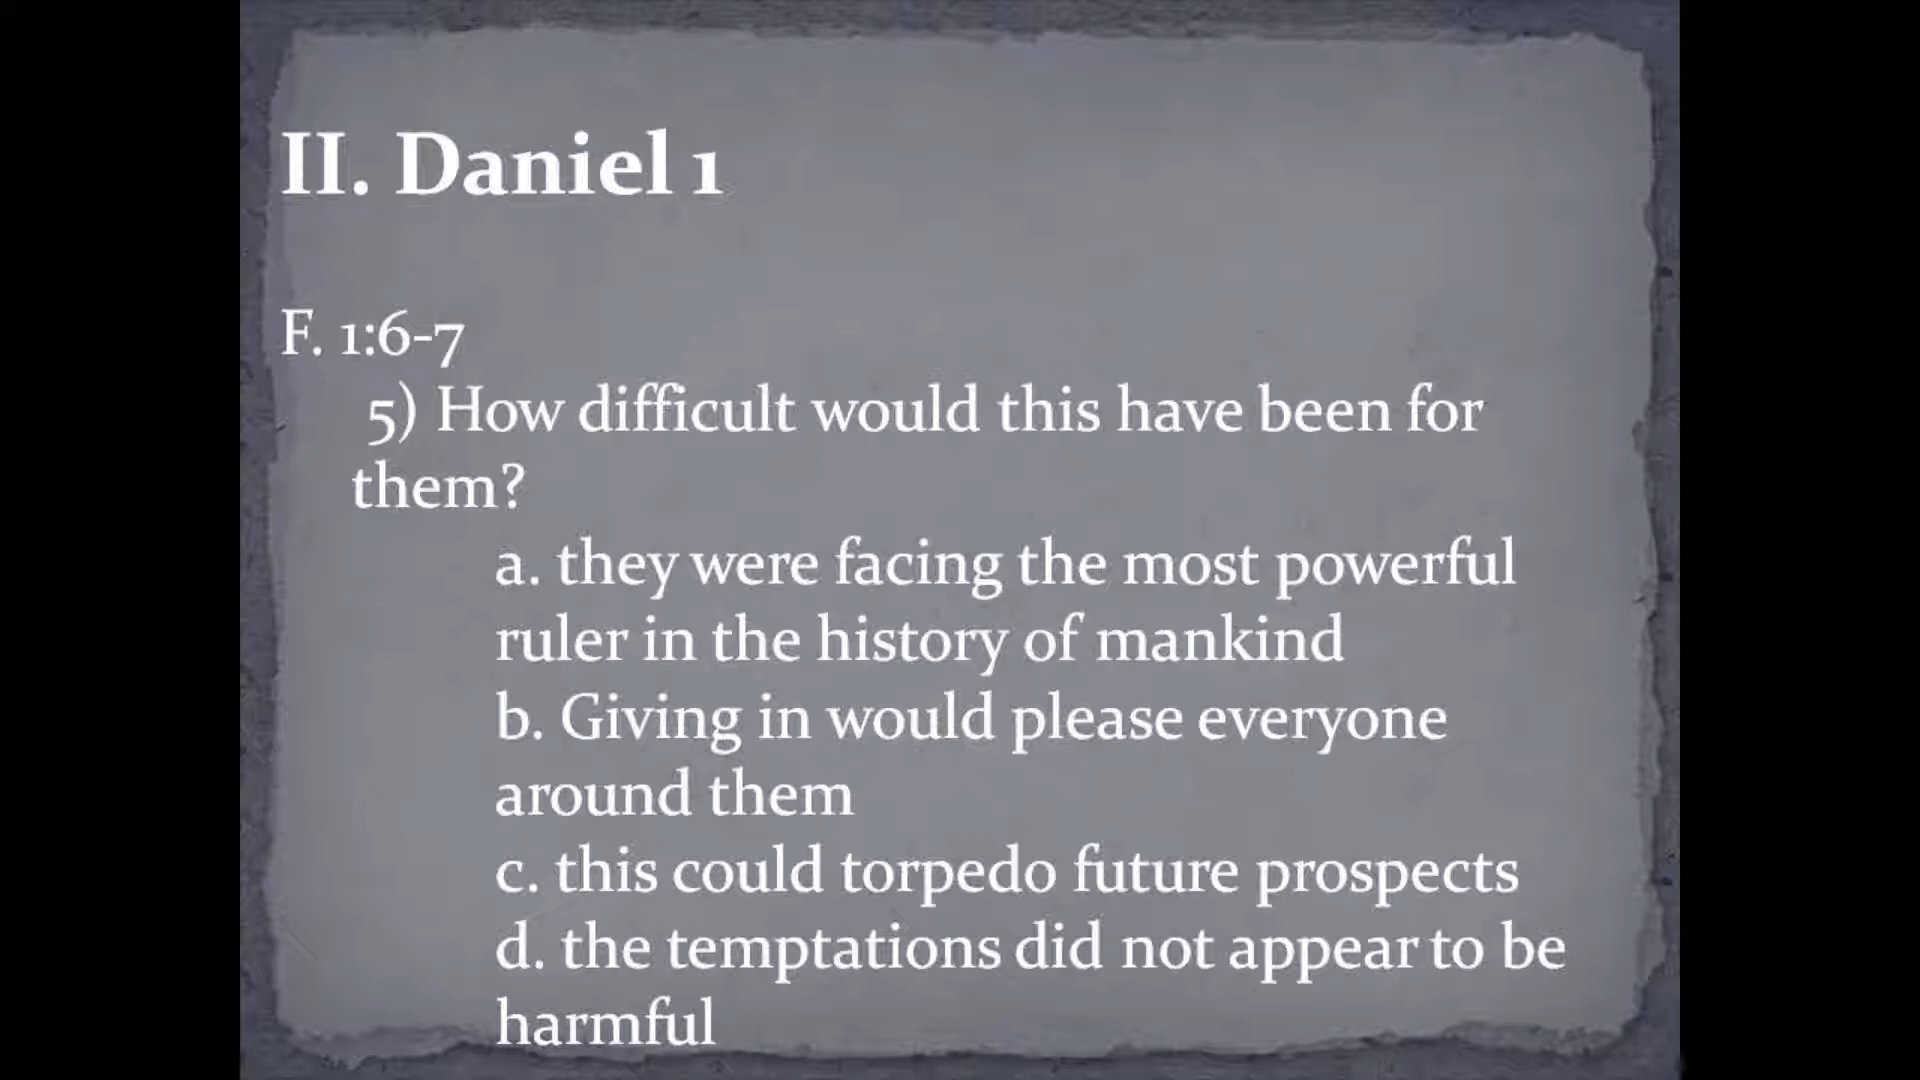 II. Daniel 1
F. 1:6-7
5) How difficult would this have been for
them?
a. they were facing the most powerful
ruler in the history of mankind
b. Giving in would please everyone
around them
c. this could torpedo future prospects
d. the temptations did not appear to be
harmful